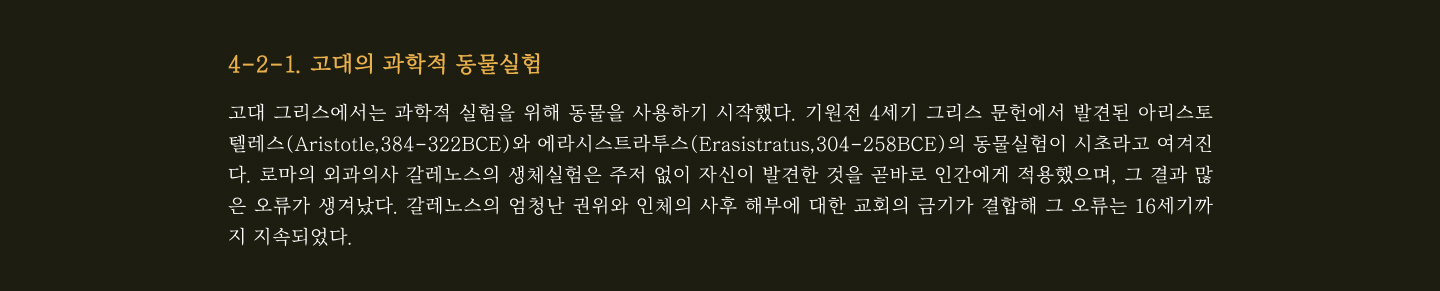 4-2-1. 고대의 과학적 동물실험
고대 그리스에서는 과학적 실험을 위해 동물을 사용하기 시작했다. 기원전 4세기 그리스 문헌에서 발견된 아리스토
텔레스(Aristotle,384-322BCE)와 에라시스트라투스(Erasistratus,304-258BCE)의 동물실험이 시초라고 여겨진
다. 로마의 외과의사 갈레노스의 생체실험은 주저 없이 자신이 발견한 것을 곧바로 인간에게 적용했으며, 그 결과 많
은 오류가 생겨났다. 갈레노스의 엄청난 권위와 인체의 사후 해부에 대한 교회의 금기가 결합해 그 오류는 16세기까
지 지속되었다.